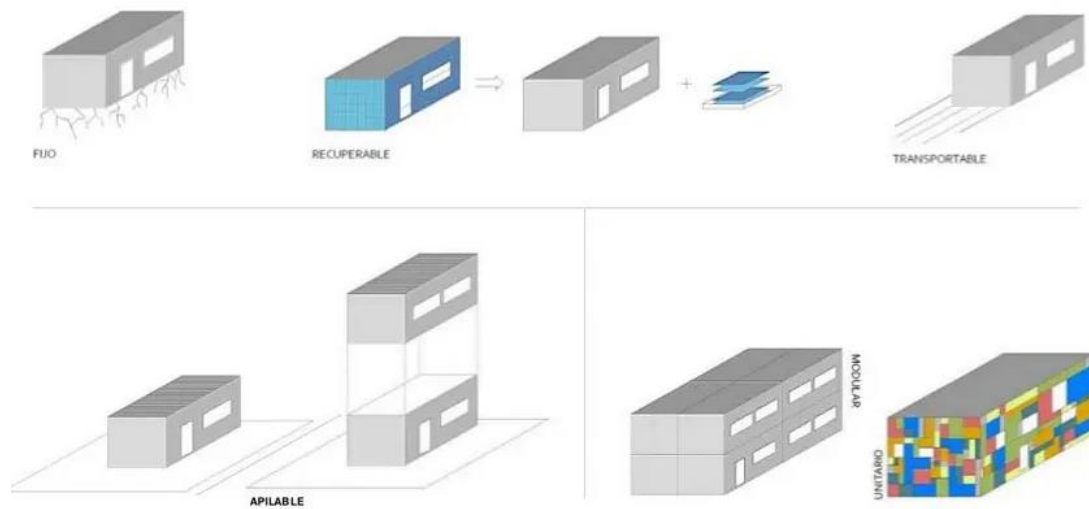 FIJO
RECUPERABLE
TRANSPORTABLE
APILABLE
MODULAR
UNITARIO